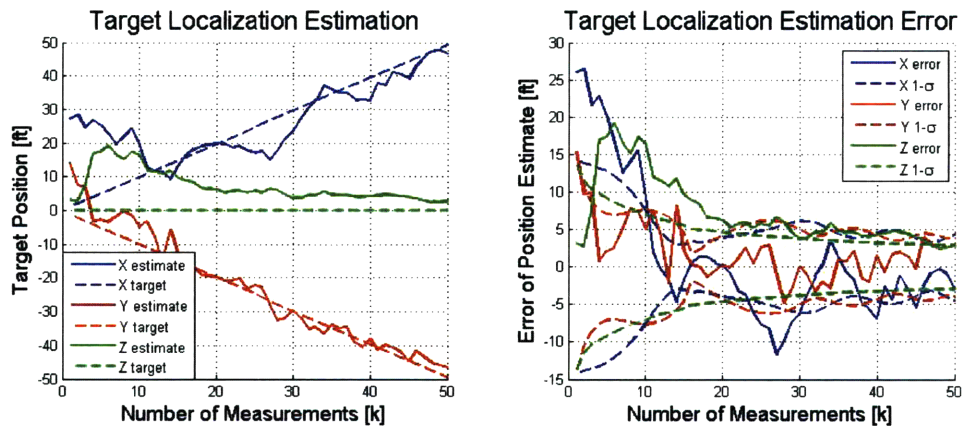 Target Localization Estimation
Target Position [ft]
50
40
30
20
10
0
-10
-20
-30
-40
-50
X estimate
X target
Y estimate
Y target
Z estimate
Z target
0
10
20
30
40
50
Number of Measurements [k]
Target Localization Estimation Error
Error of Position Estimate [ft]
30
25
20
15
10
5
0
-5
-10
-15
X error
X 1-σ
Y error
Y 1-σ
Z error
Z 1-σ
0
10
20
30
40
50
Number of Measurements [k]